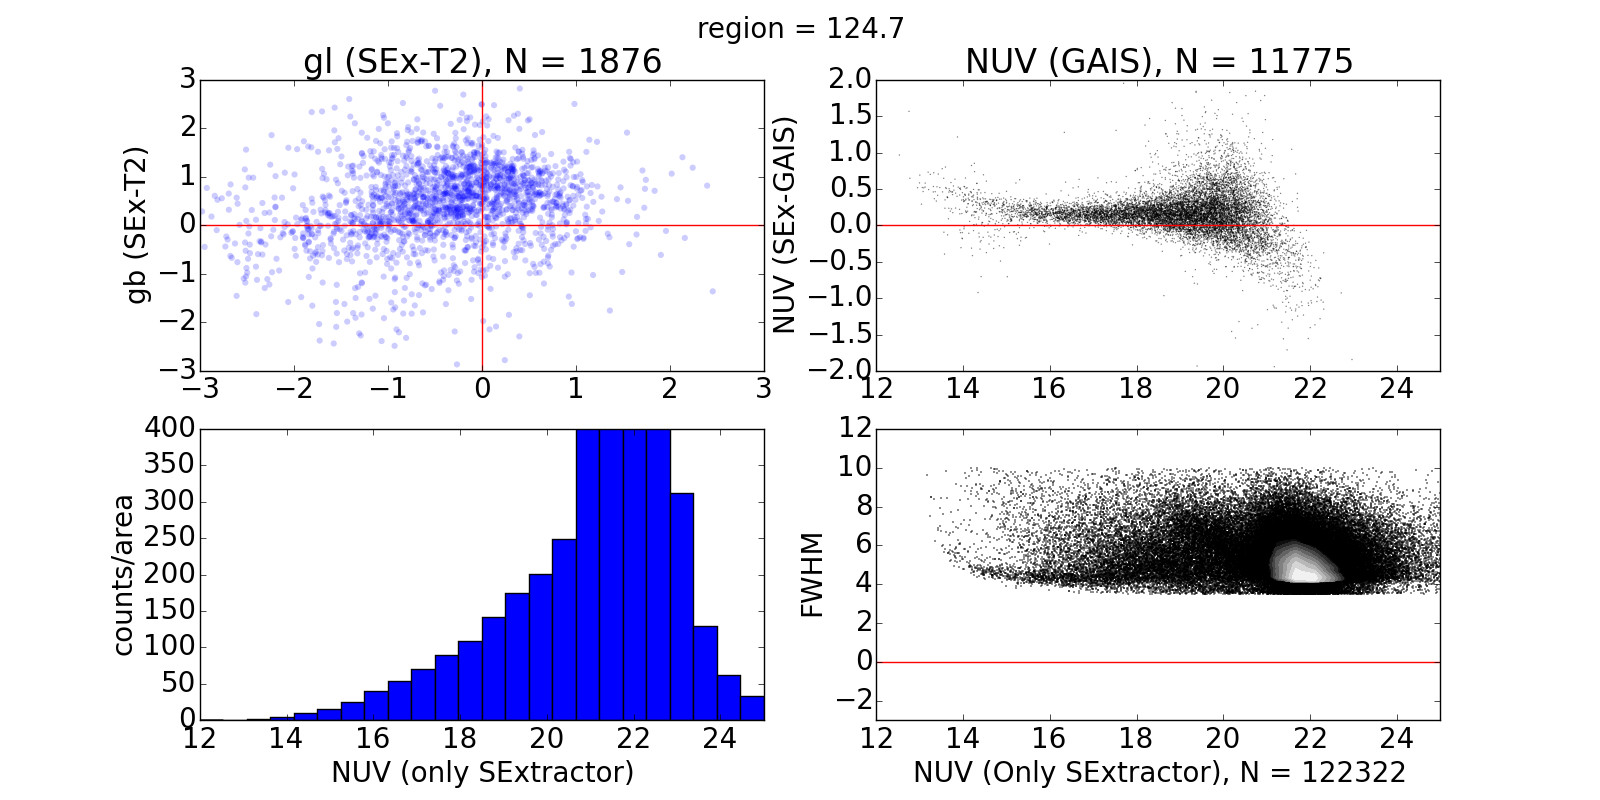 region = 124.7
gl (SEx-T2), N = 1876
3
2
1
0
−1
−2
−3
gb (SEx-T2)
−3 −2 −1 0 1 2 3
NUV (GAIS), N = 11775
2.0
1.5
1.0
0.5
0.0
−0.5
−1.0
−1.5
−2.0
NUV (SEx-GAIS)
12 14 16 18 20 22 24
400
350
300
250
200
150
100
50
0
counts/area
12 14 16 18 20 22 24
NUV (only SExtractor)
12
10
8
6
4
2
0
−2
FWHM
12 14 16 18 20 22 24
NUV (Only SExtractor), N = 122322